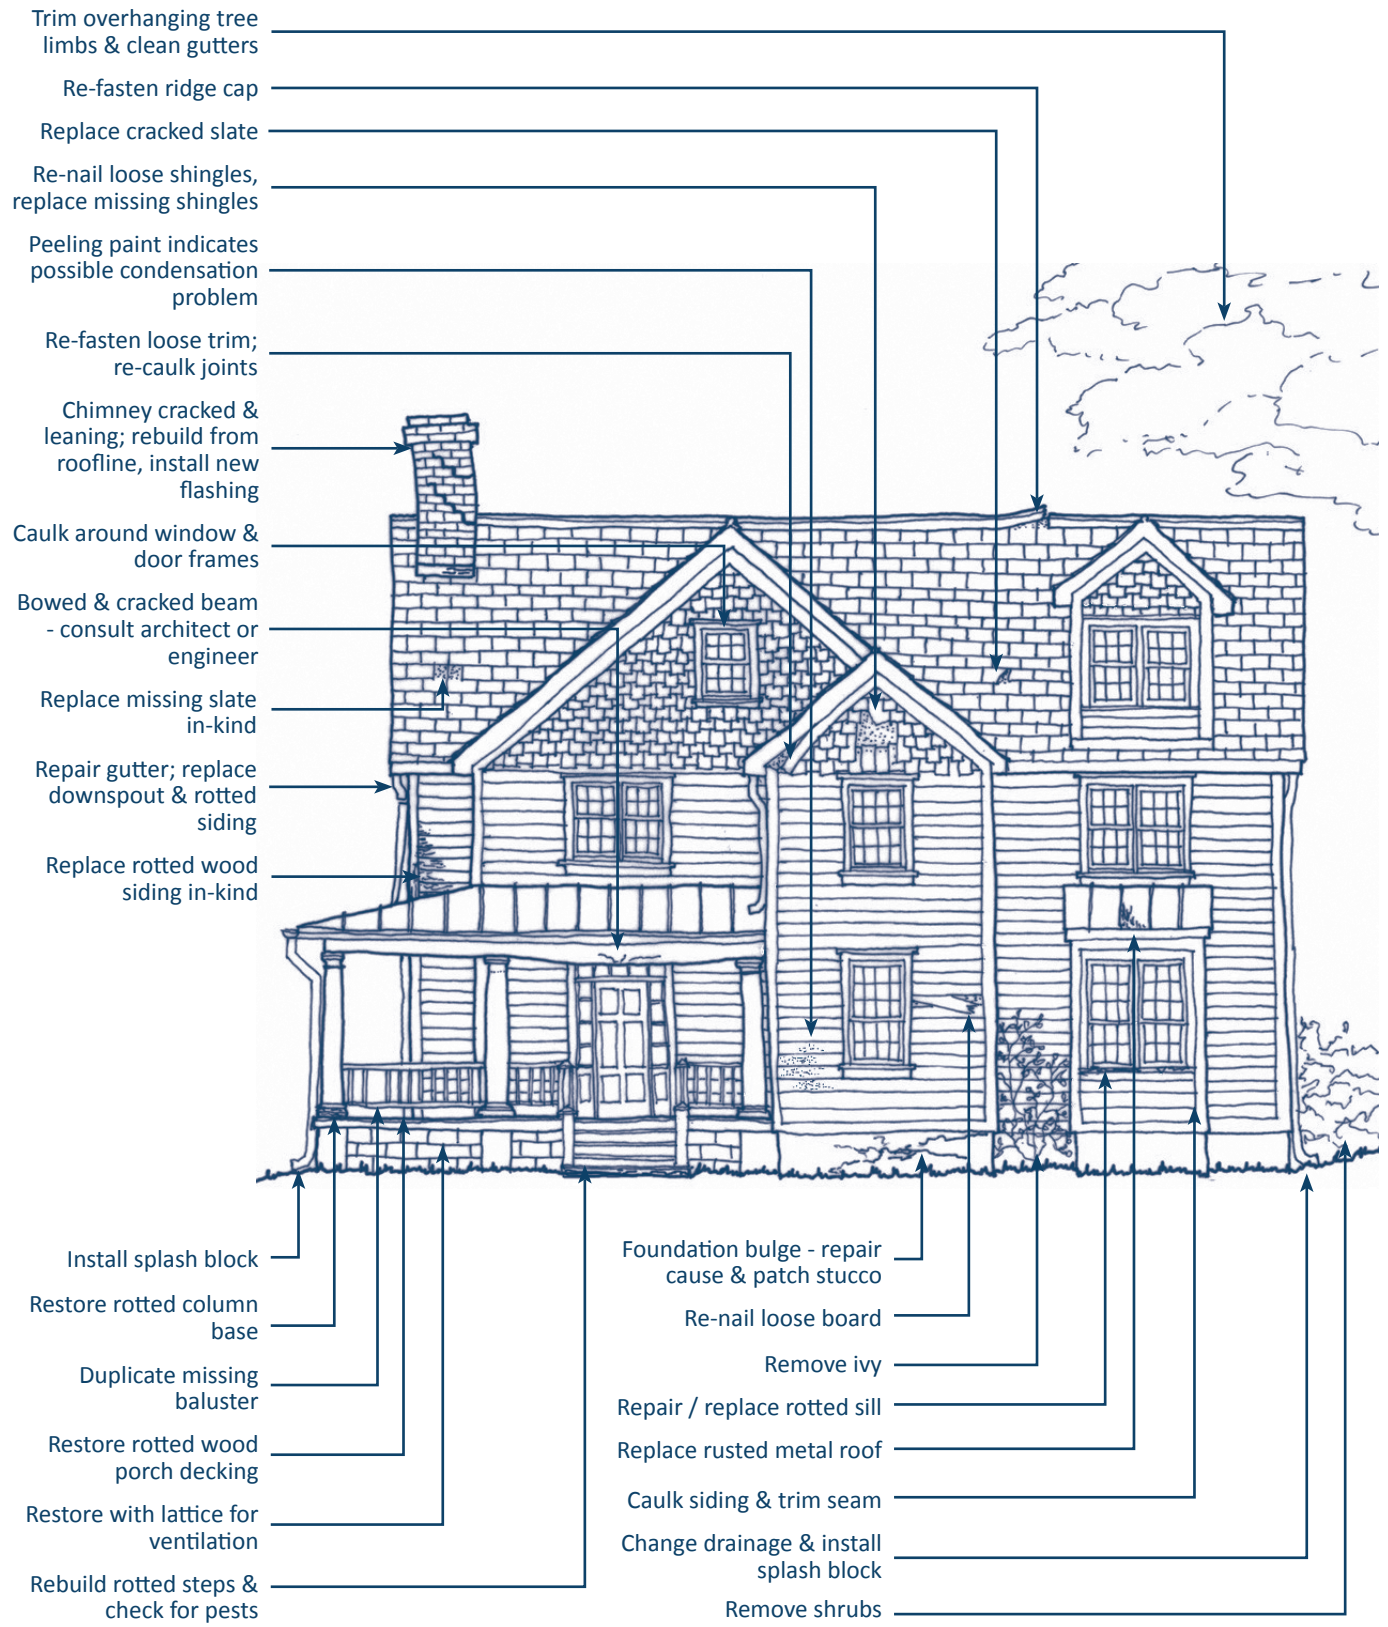 Trim overhanging tree
limbs & clean gutters
Re-fasten ridge cap
Replace cracked slate
Re-nail loose shingles,
replace missing shingles
Peeling paint indicates
possible condensation
problem
Re-fasten loose trim;
re-caulk joints
Chimney cracked &
leaning; rebuild from
roofline, install new
flashing
Caulk around window &
door frames
Bowed & cracked beam
- consult architect or
engineer
Replace missing slate
in-kind
Repair gutter; replace
downspout & rotted
siding
Replace rotted wood
siding in-kind
Install splash block
Restore rotted column
base
Duplicate missing
baluster
Restore rotted wood
porch decking
Restore with lattice for
ventilation
Rebuild rotted steps &
check for pests
Foundation bulge - repair
cause & patch stucco
Re-nail loose board
Remove ivy
Repair / replace rotted sill
Replace rusted metal roof
Caulk siding & trim seam
Change drainage & install
splash block
Remove shrubs